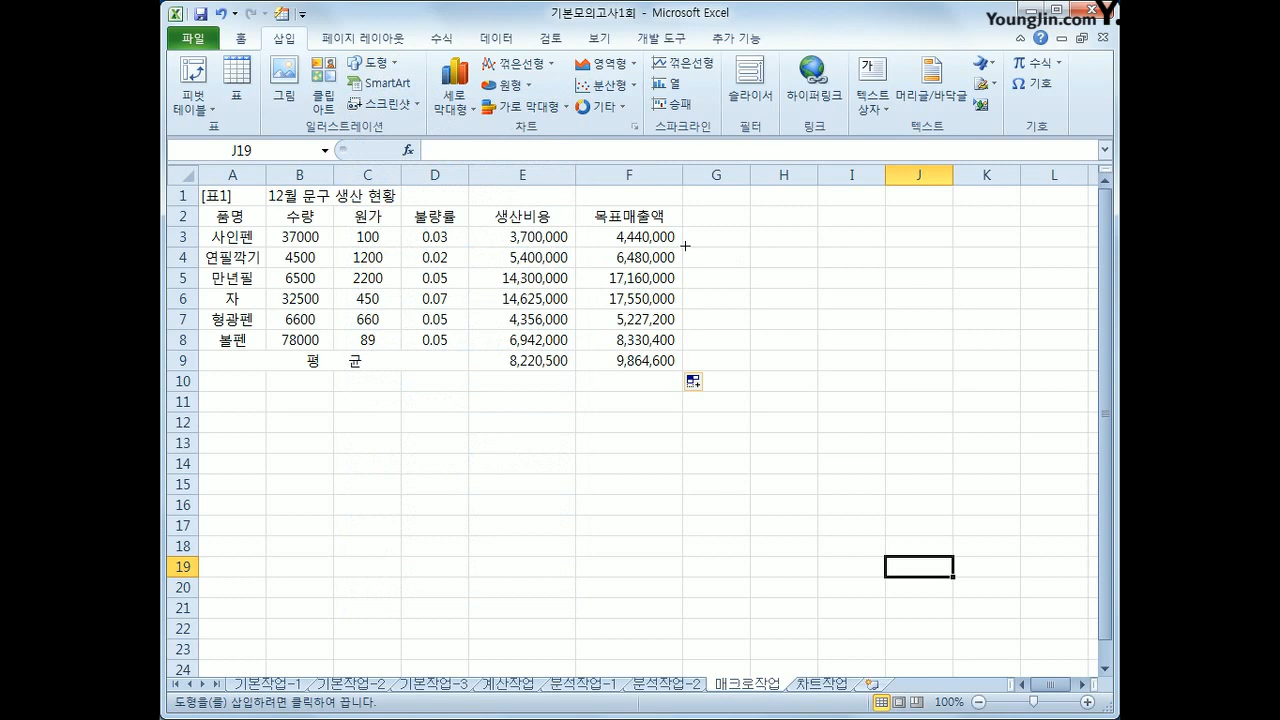 기본모의고사1회 - Microsoft Excel
YoungJin.com Y.
파일 홈 삽입 페이지 레이아웃 수식 데이터 검토 보기 개발 도구 추가 기능
피벗 테이블 표 그림 클립 아트 도형 SmartArt 스크린샷 세로 막대형 꺾은선형 원형 가로 막대형 영역형 분산형 기타 꺾은선형 열 승패 슬라이서 하이퍼링크 텍스트 상자 머리글/바닥글 수식 기호
표 일러스트레이션 차트 스파크라인 필터 링크 텍스트 기호
J19 fx
A B C D E F G H I J K L
1 [표1] 12월 문구 생산 현황
2 품명 수량 원가 불량률 생산비용 목표매출액
3 사인펜 37000 100 0.03 3,700,000 4,440,000
4 연필깍기 4500 1200 0.02 5,400,000 6,480,000
5 만년필 6500 2200 0.05 14,300,000 17,160,000
6 자 32500 450 0.07 14,625,000 17,550,000
7 형광펜 6600 660 0.05 4,356,000 5,227,200
8 볼펜 78000 89 0.05 6,942,000 8,330,400
9 평 균 8,220,500 9,864,600
10
11
12
13
14
15
16
17
18
19
20
21
22
23
24
기본작업-1 기본작업-2 기본작업-3 계산작업 분석작업-1 분석작업-2 매크로작업 차트작업
도형을(를) 삽입하려면 클릭하여 끕니다. 100%